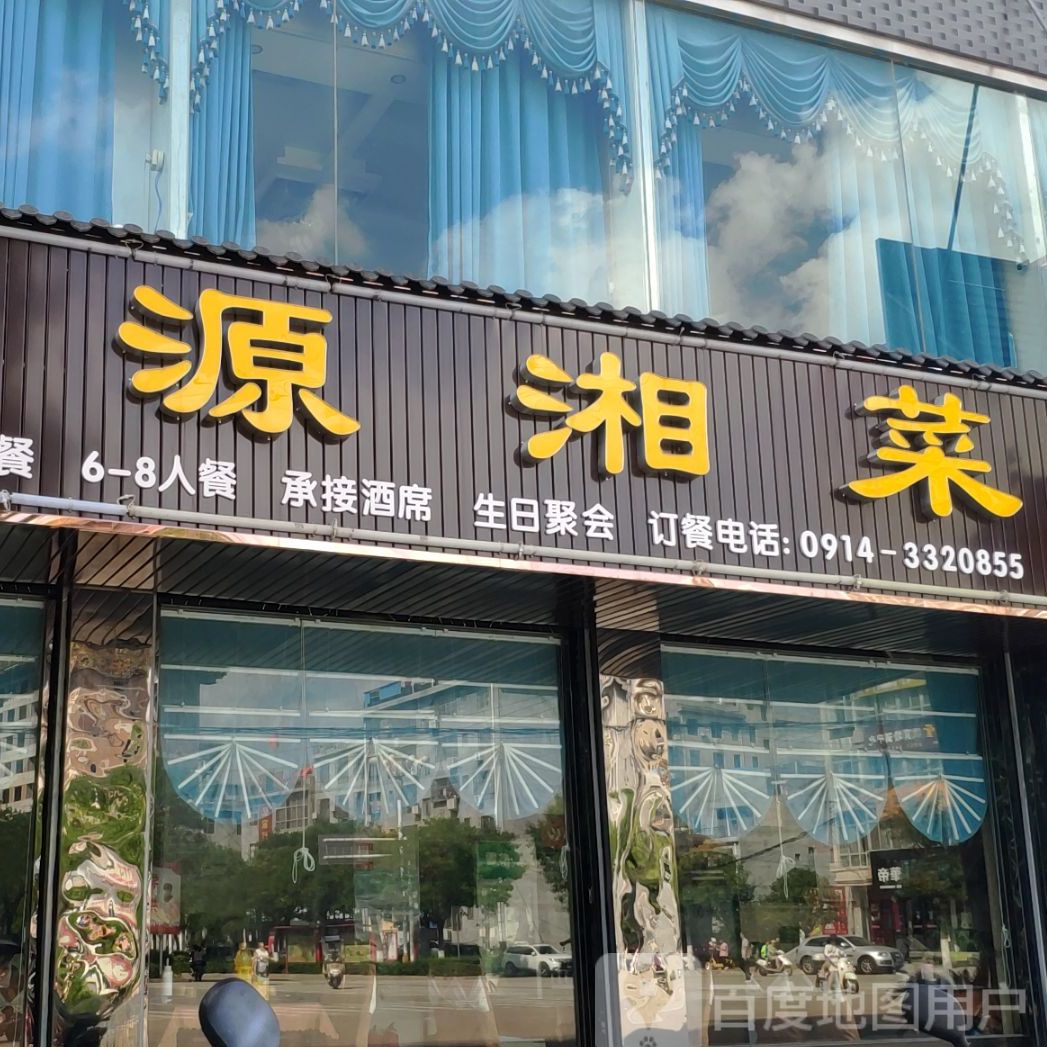 源湘菜
餐 6-8人餐 承接酒席 生日聚会 订餐电话: 0914-3320855
百度地图用户